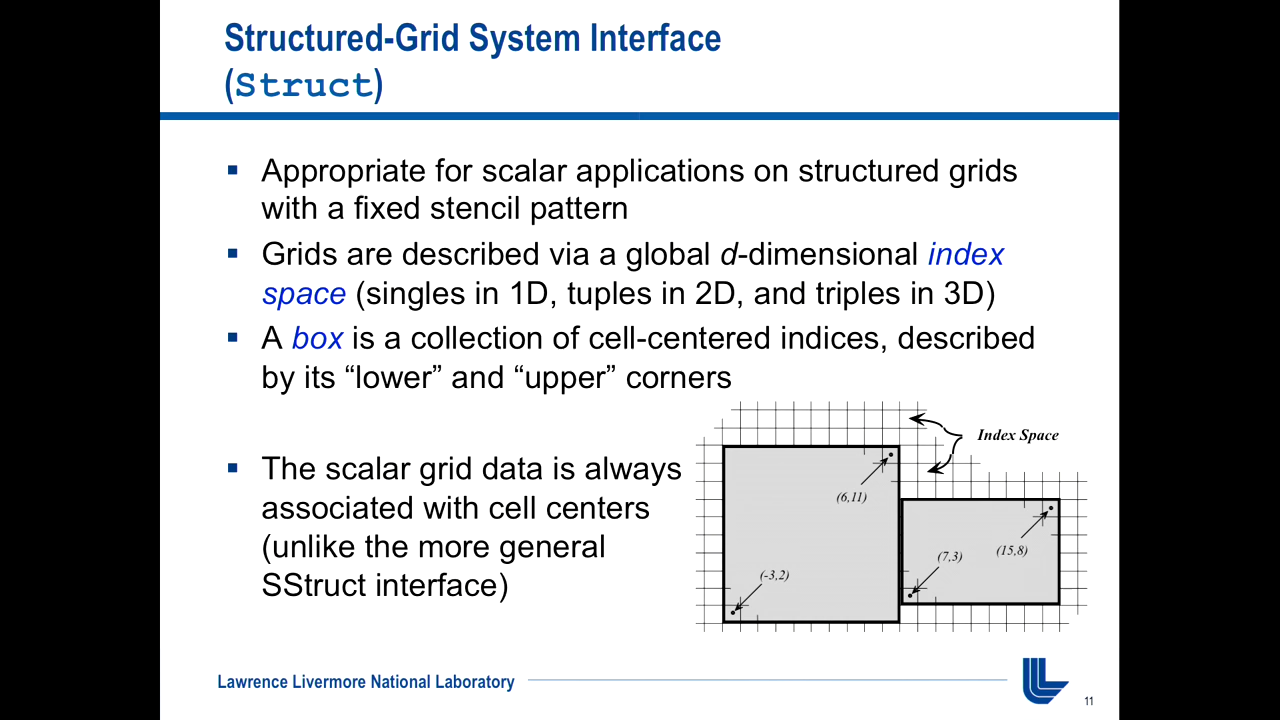 Structured-Grid System Interface
(Struct)
▪ Appropriate for scalar applications on structured grids
with a fixed stencil pattern
▪ Grids are described via a global d-dimensional index
space (singles in 1D, tuples in 2D, and triples in 3D)
▪ A box is a collection of cell-centered indices, described
by its “lower” and “upper” corners
▪ The scalar grid data is always
associated with cell centers
(unlike the more general
SStruct interface)
Index Space
(6,11)
(-3,2)
(7,3)
(15,8)
Lawrence Livermore National Laboratory
11